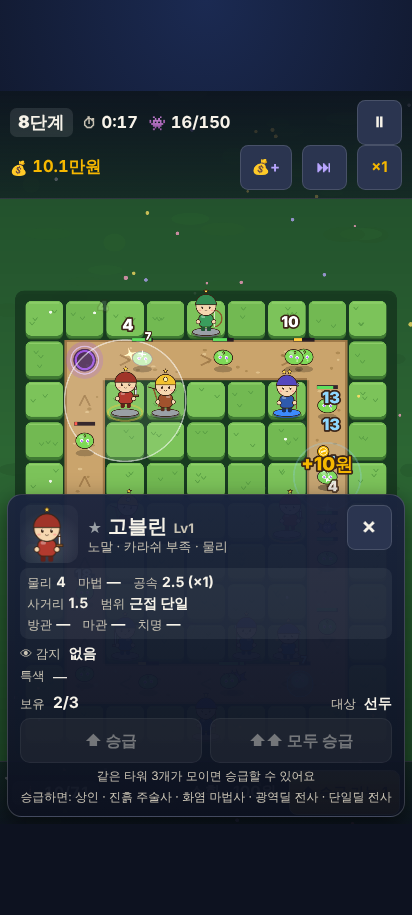 8단계 0:17 16/150
10.1만원 + ×1
4
7
10
13
13
+10원
4
★ 고블린 Lv1
노말 · 카라쉬 부족 · 물리
물리 4 마법 — 공속 2.5 (×1)
사거리 1.5 범위 근접 단일
방관 — 마관 — 치명 —
감지 없음
특색 —
보유 2/3 대상 선두
승급 모두 승급
같은 타워 3개가 모이면 승급할 수 있어요
승급하면: 상인 · 진흙 주술사 · 화염 마법사 · 광역딜 전사 · 단일딜 전사